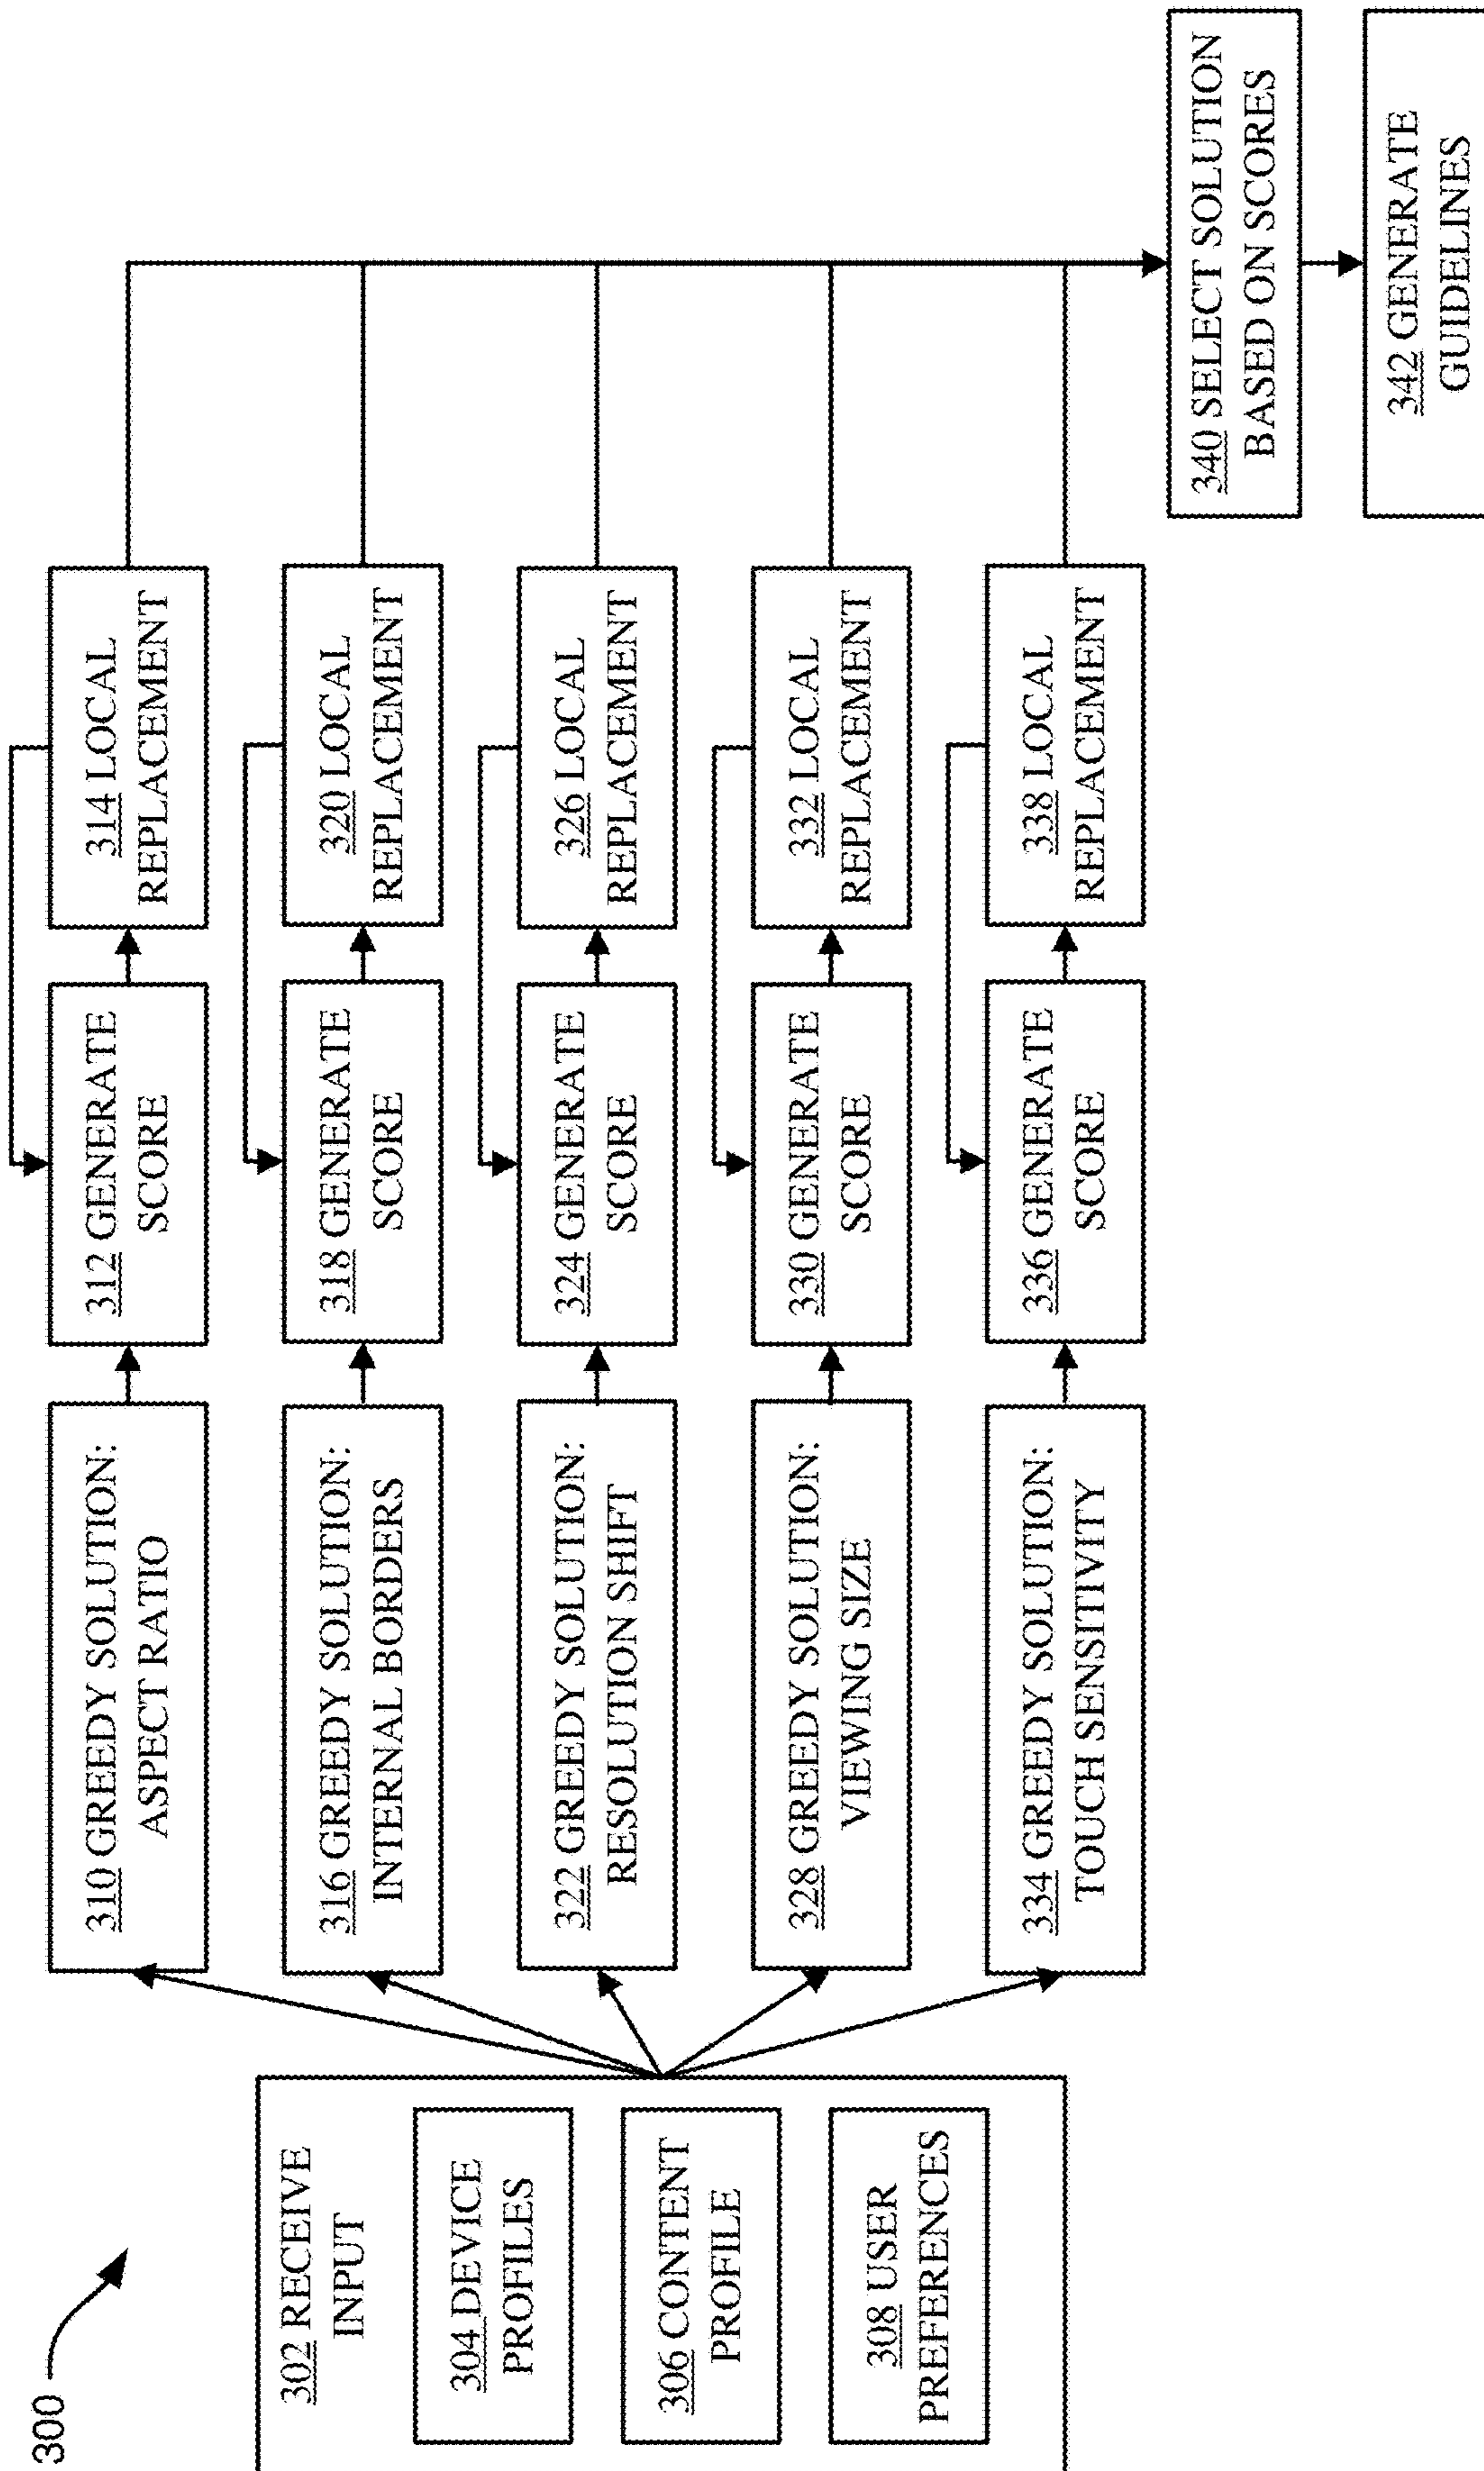 300
302 RECEIVE
INPUT
304 DEVICE
PROFILES
306 CONTENT
PROFILE
308 USER
PREFERENCES
310 GREEDY SOLUTION:
ASPECT RATIO
312 GENERATE
SCORE
314 LOCAL
REPLACEMENT
316 GREEDY SOLUTION:
INTERNAL BORDERS
318 GENERATE
SCORE
320 LOCAL
REPLACEMENT
322 GREEDY SOLUTION:
RESOLUTION SHIFT
324 GENERATE
SCORE
326 LOCAL
REPLACEMENT
328 GREEDY SOLUTION:
VIEWING SIZE
330 GENERATE
SCORE
332 LOCAL
REPLACEMENT
334 GREEDY SOLUTION:
TOUCH SENSITIVITY
336 GENERATE
SCORE
338 LOCAL
REPLACEMENT
340 SELECT SOLUTION
BASED ON SCORES
342 GENERATE
GUIDELINES